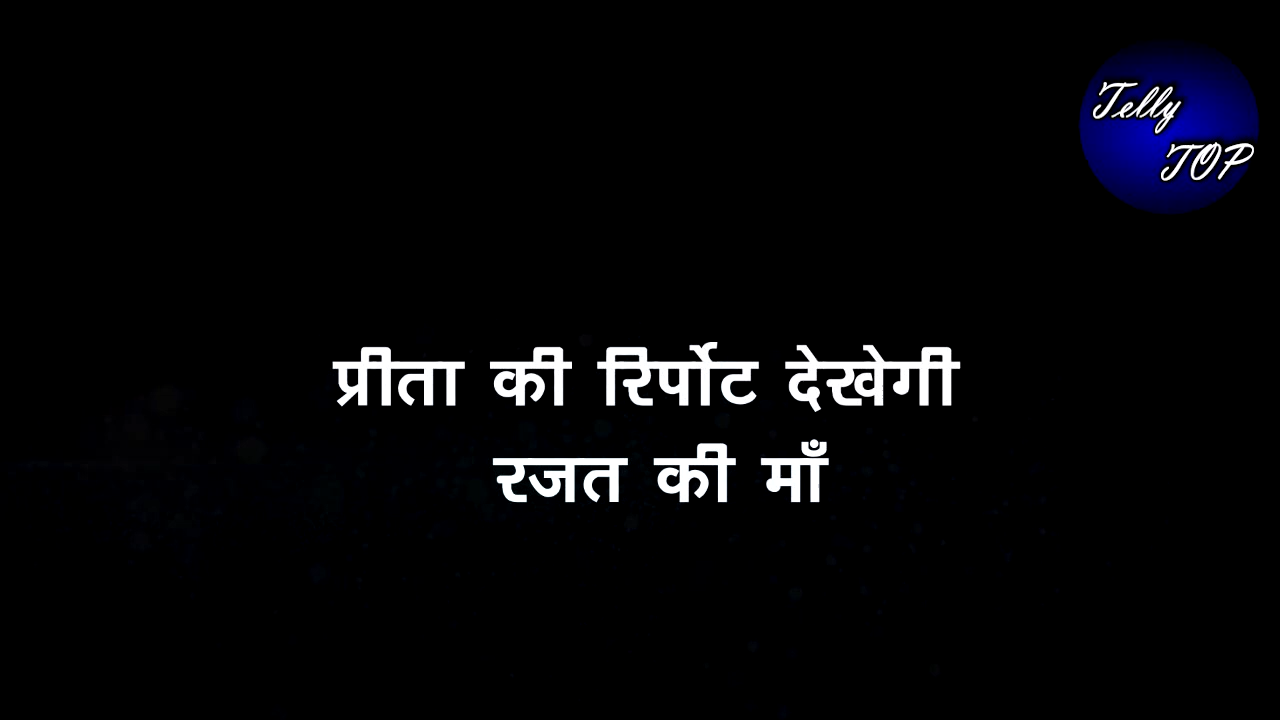 Telly
TOP
प्रीता की रिर्पोट देखेगी
रजत की माँ